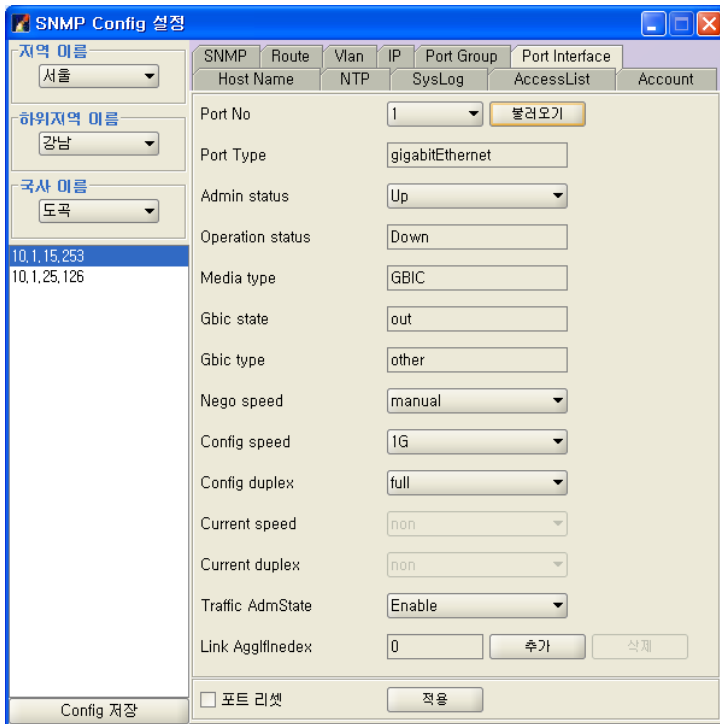 SNMP Config 설정
지역 이름
서울
하위지역 이름
강남
국사 이름
도곡
10,1,15,253
10,1,25,126
Config 저장
SNMP Route Vlan IP Port Group Port Interface
Host Name NTP SysLog AccessList Account
Port No 1 불러오기
Port Type gigabitEthernet
Admin status Up
Operation status Down
Media type GBIC
Gbic state out
Gbic type other
Nego speed manual
Config speed 1G
Config duplex full
Current speed non
Current duplex non
Traffic AdmState Enable
Link AgglfInedex 0 추가 삭제
포트 리셋 적용